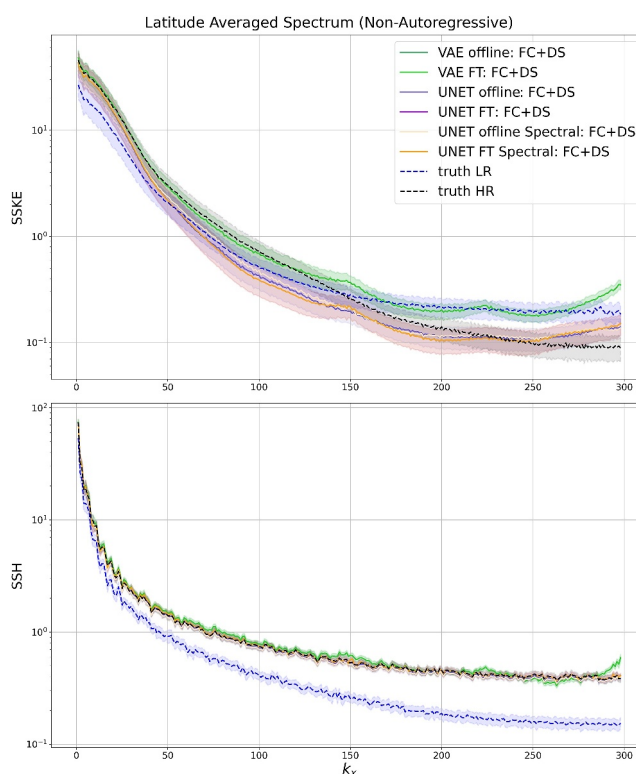 Latitude Averaged Spectrum (Non-Autoregressive)
VAE offline: FC+DS
VAE FT: FC+DS
UNET offline: FC+DS
UNET FT: FC+DS
UNET offline Spectral: FC+DS
UNET FT Spectral: FC+DS
truth LR
truth HR
SSKE
10¹
10⁰
10⁻¹
0 50 100 150 200 250 300
SSH
10²
10¹
10⁰
10⁻¹
0 50 100 150 200 250 300
kₓ